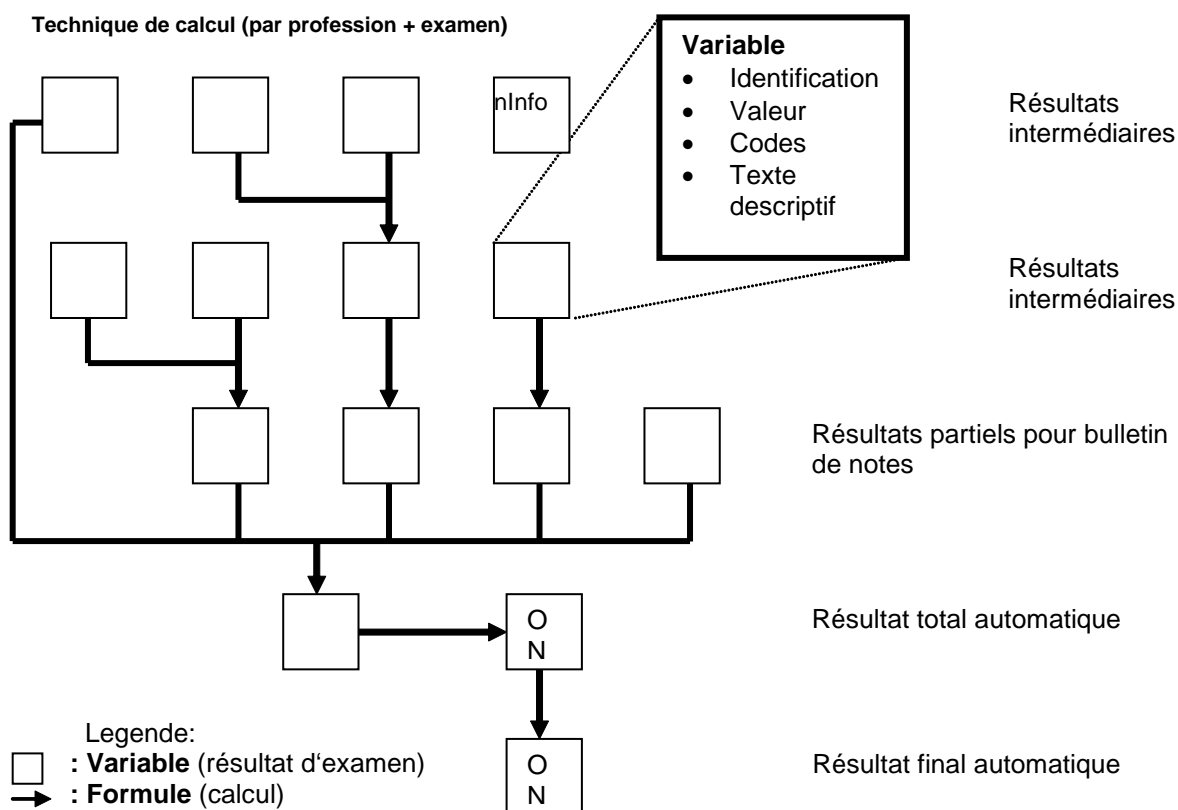 Technique de calcul (par profession + examen)
Variable
• Identification
• Valeur
• Codes
• Texte
descriptif
nInfo
Résultats
intermédiaires
Résultats
intermédiaires
Résultats partiels pour bulletin
de notes
O
N
Résultat total automatique
Legende:
: Variable (résultat d‘examen)
: Formule (calcul)
O
N
Résultat final automatique